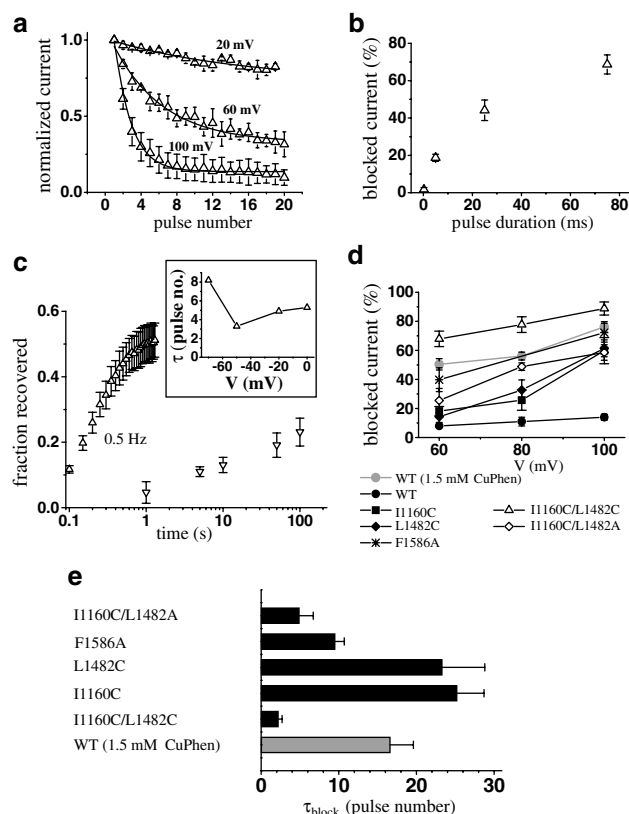 a
normalized current
1.0
0.5
0.0
20 mV
60 mV
100 mV
0 4 8 12 16 20
pulse number
b
blocked current (%)
80
60
40
20
0
0 20 40 60 80
pulse duration (ms)
c
fraction recovered
0.6
0.4
0.2
0.0
0.5 Hz
0.1 1 10 100
time (s)
τ (pulse no.)
8
6
4
2
0
-60 -40 -20 0
V (mV)
d
blocked current (%)
100
80
60
40
20
0
60 80 100
V (mV)
WT (1.5 mM CuPhen)
WT
I1160C
L1482C
F1586A
I1160C/L1482C
I1160C/L1482A
e
I1160C/L1482A
F1586A
L1482C
I1160C
I1160C/L1482C
WT (1.5 mM CuPhen)
0 10 20 30
τblock (pulse number)